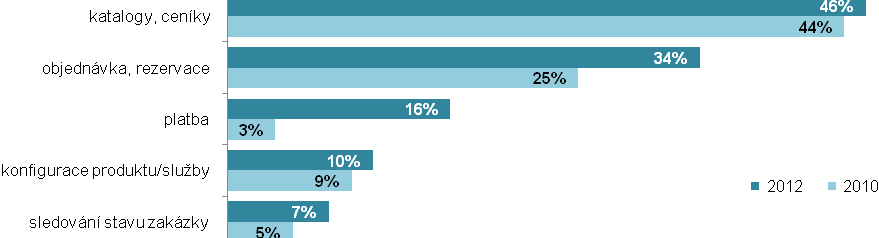 katalogy, ceníky
46%
44%
objednávka, rezervace
34%
25%
platba
16%
3%
konfigurace produktu/služby
10%
9%
sledování stavu zakázky
7%
5%
2012
2010